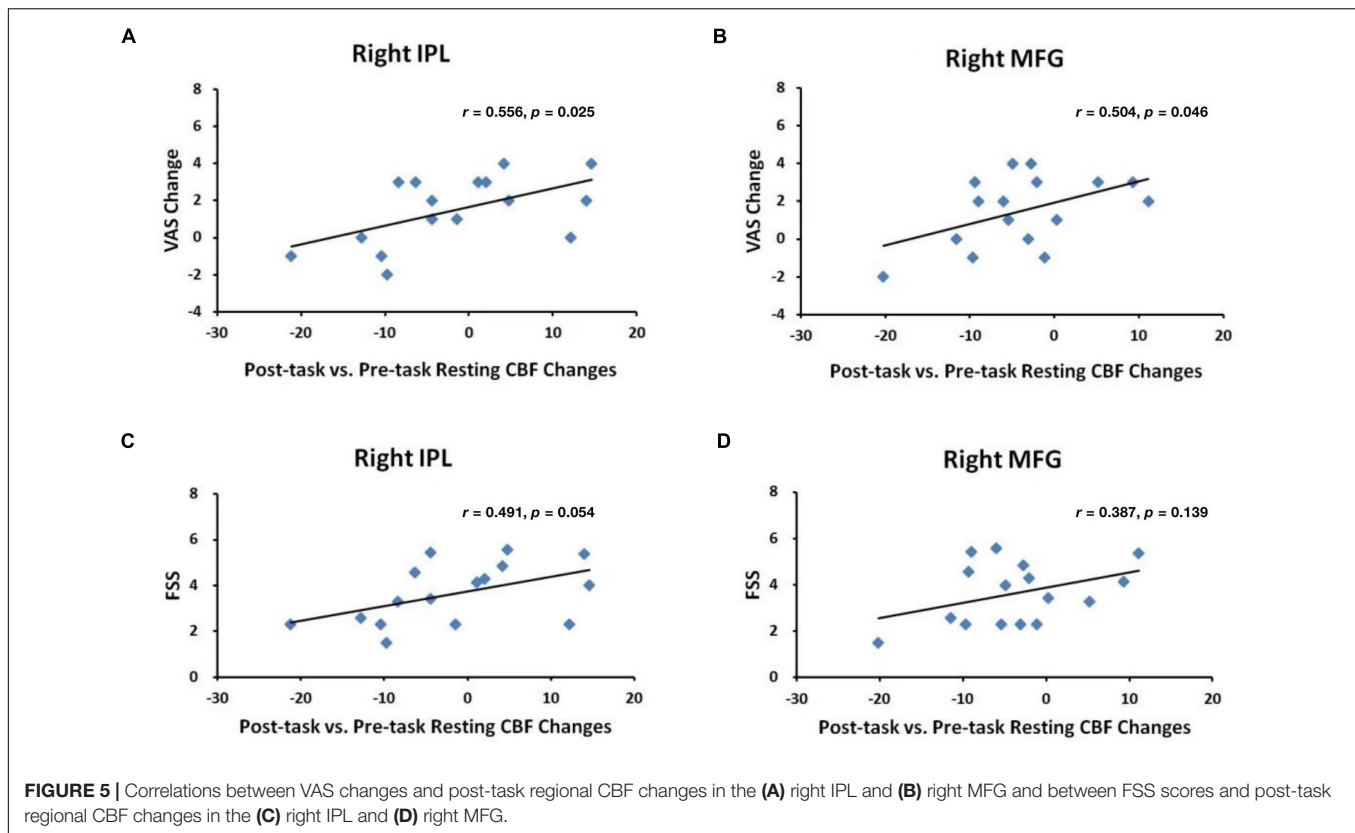 A
Right IPL
r = 0.556, p = 0.025
VAS Change
8
6
4
2
0
-2
-4
-30 -20 -10 0 10 20
Post-task vs. Pre-task Resting CBF Changes
B
Right MFG
r = 0.504, p = 0.046
VAS Change
8
6
4
2
0
-2
-4
-30 -20 -10 0 10 20
Post-task vs. Pre-task Resting CBF Changes
C
Right IPL
r = 0.491, p = 0.054
FSS
8
6
4
2
0
-30 -20 -10 0 10 20
Post-task vs. Pre-task Resting CBF Changes
D
Right MFG
r = 0.387, p = 0.139
FSS
8
6
4
2
0
-30 -20 -10 0 10 20
Post-task vs. Pre-task Resting CBF Changes
FIGURE 5 | Correlations between VAS changes and post-task regional CBF changes in the (A) right IPL and (B) right MFG and between FSS scores and post-task
regional CBF changes in the (C) right IPL and (D) right MFG.